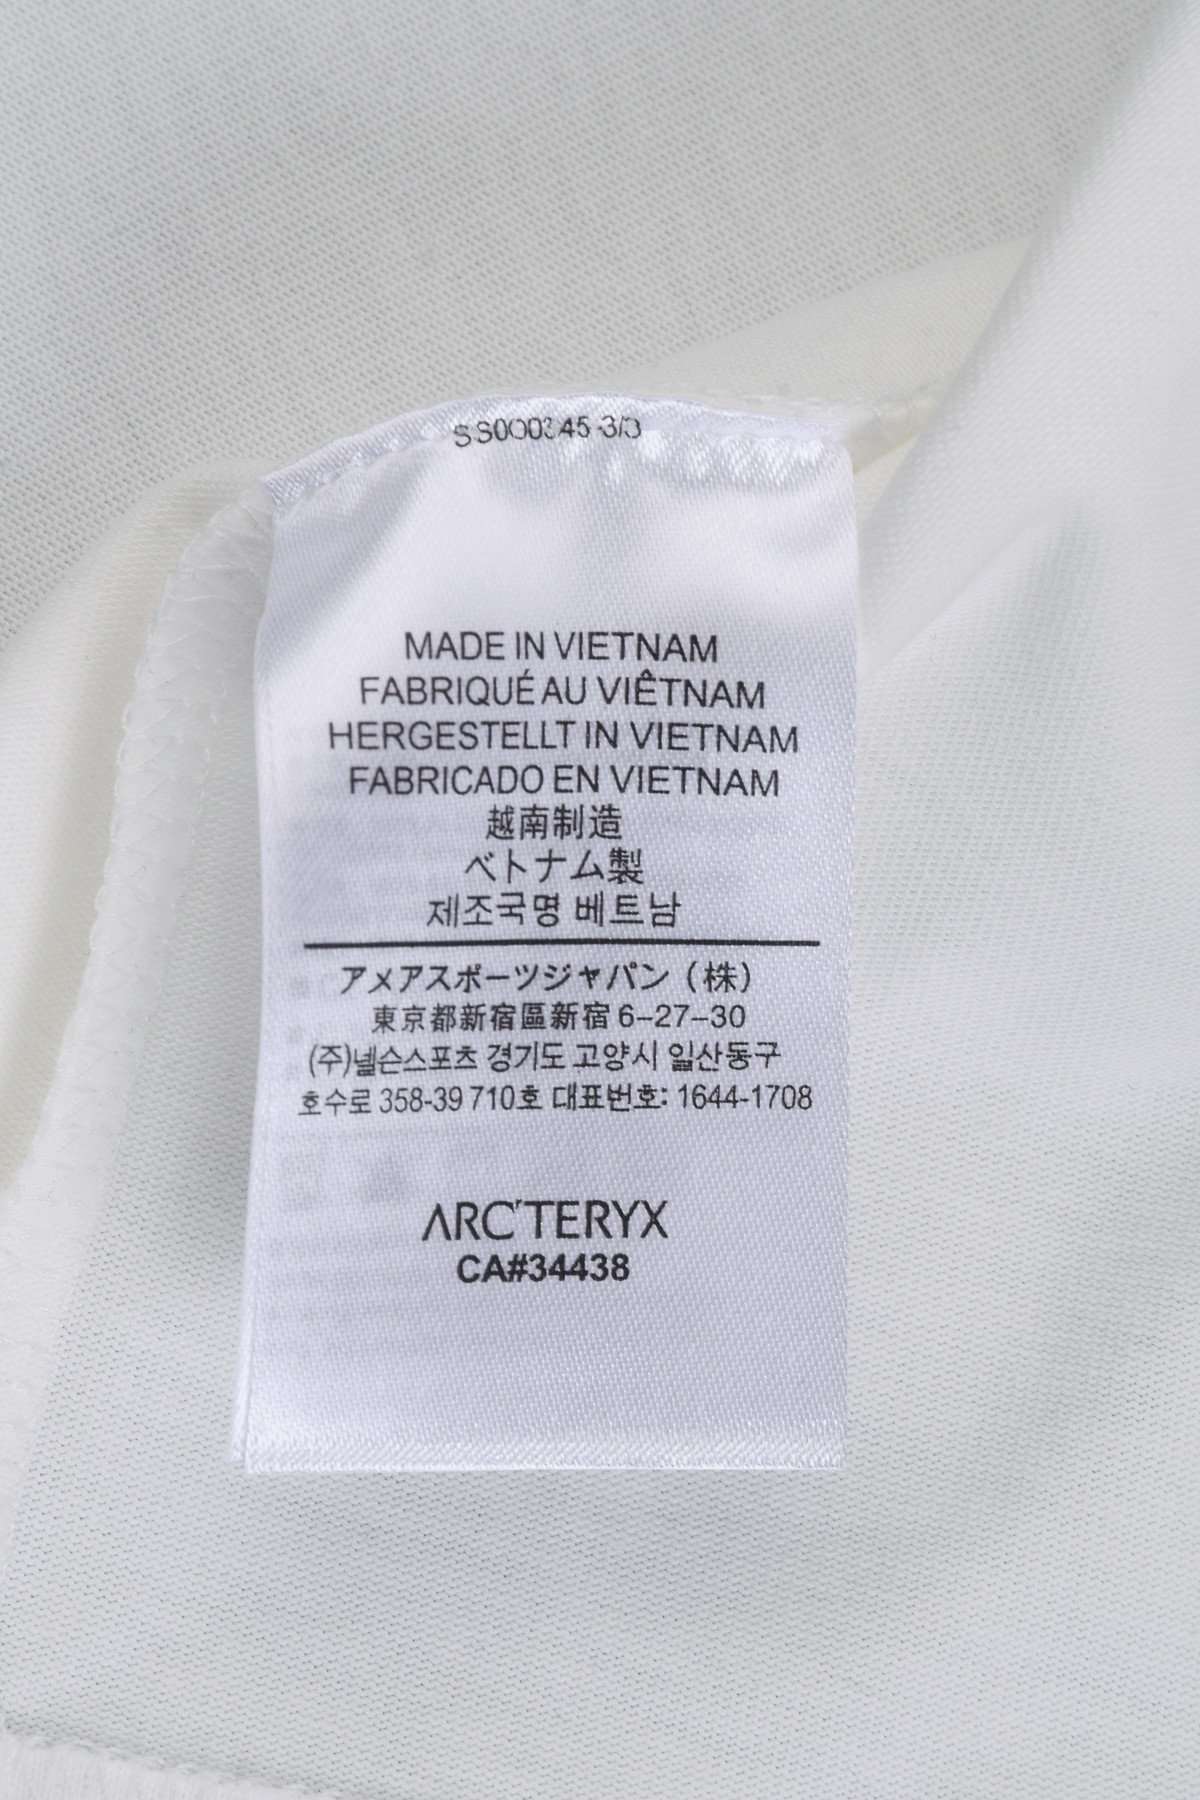 SS000345 3/3
MADE IN VIETNAM
FABRIQUÉ AU VIÊTNAM
HERGESTELLT IN VIETNAM
FABRICADO EN VIETNAM
越南制造
ベトナム製
제조국명 베트남
アメアスポーツジャパン（株）
東京都新宿區新宿 6–27–30
(주)넬슨스포츠 경기도 고양시 일산동구
호수로 358-39 710호 대표번호: 1644-1708
ARC'TERYX
CA#34438